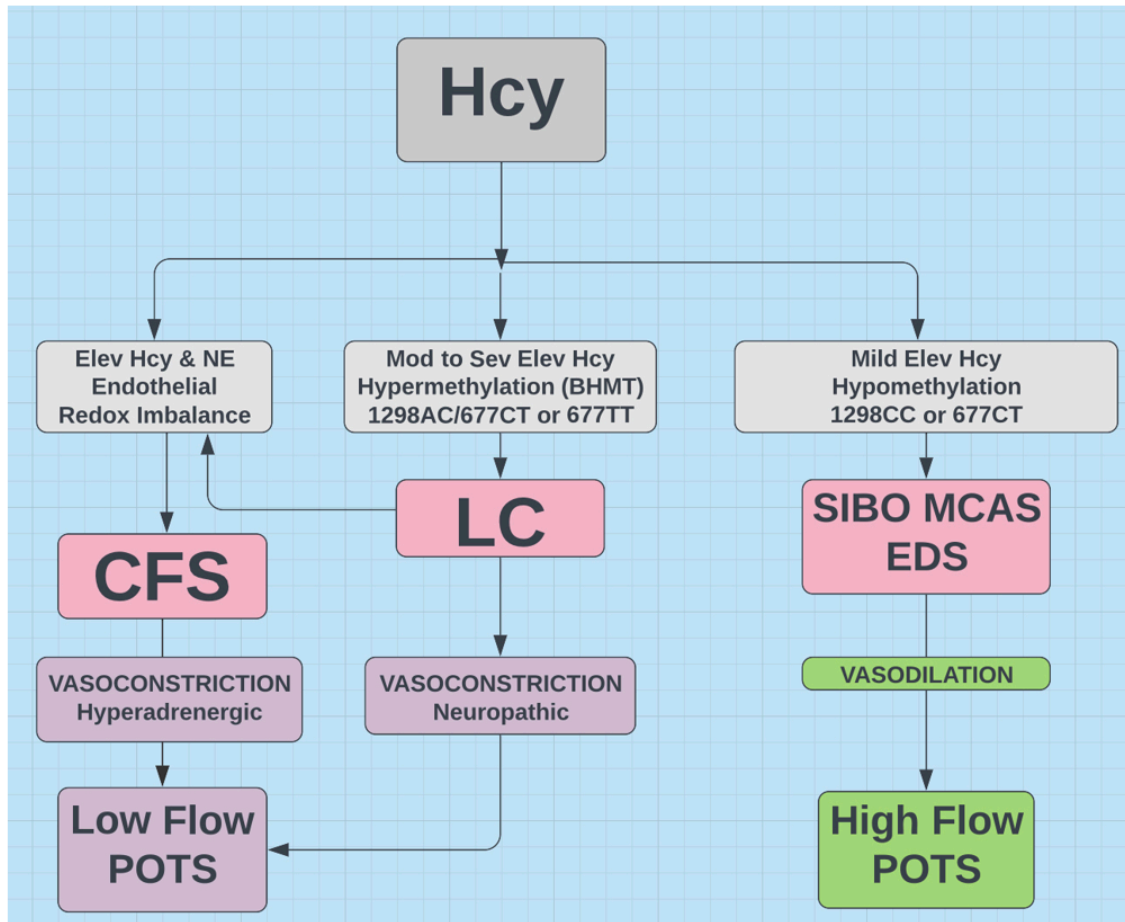 Hcy
Elev Hcy & NE
Endothelial
Redox Imbalance
Mod to Sev Elev Hcy
Hypermethylation (BHMT)
1298AC/677CT or 677TT
Mild Elev Hcy
Hypomethylation
1298CC or 677CT
CFS
LC
SIBO MCAS
EDS
VASOCONSTRICTION
Hyperadrenergic
VASOCONSTRICTION
Neuropathic
VASODILATION
Low Flow
POTS
High Flow
POTS